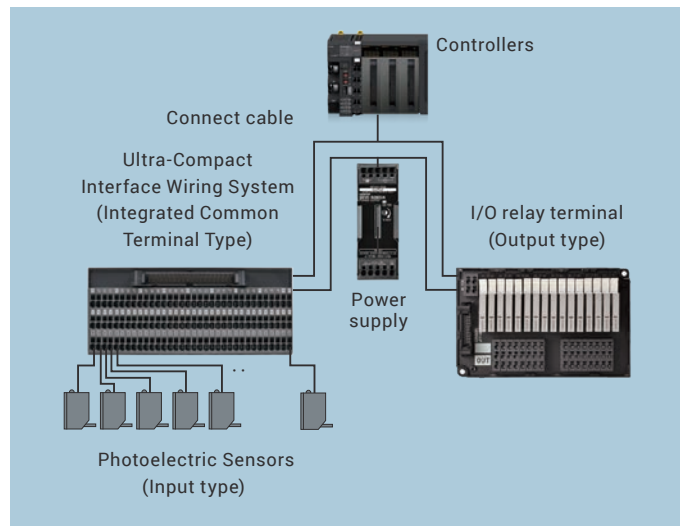 Controllers
Connect cable
Ultra-Compact
Interface Wiring System
(Integrated Common
Terminal Type)
I/O relay terminal
(Output type)
Power
supply
OUT
Photoelectric Sensors
(Input type)